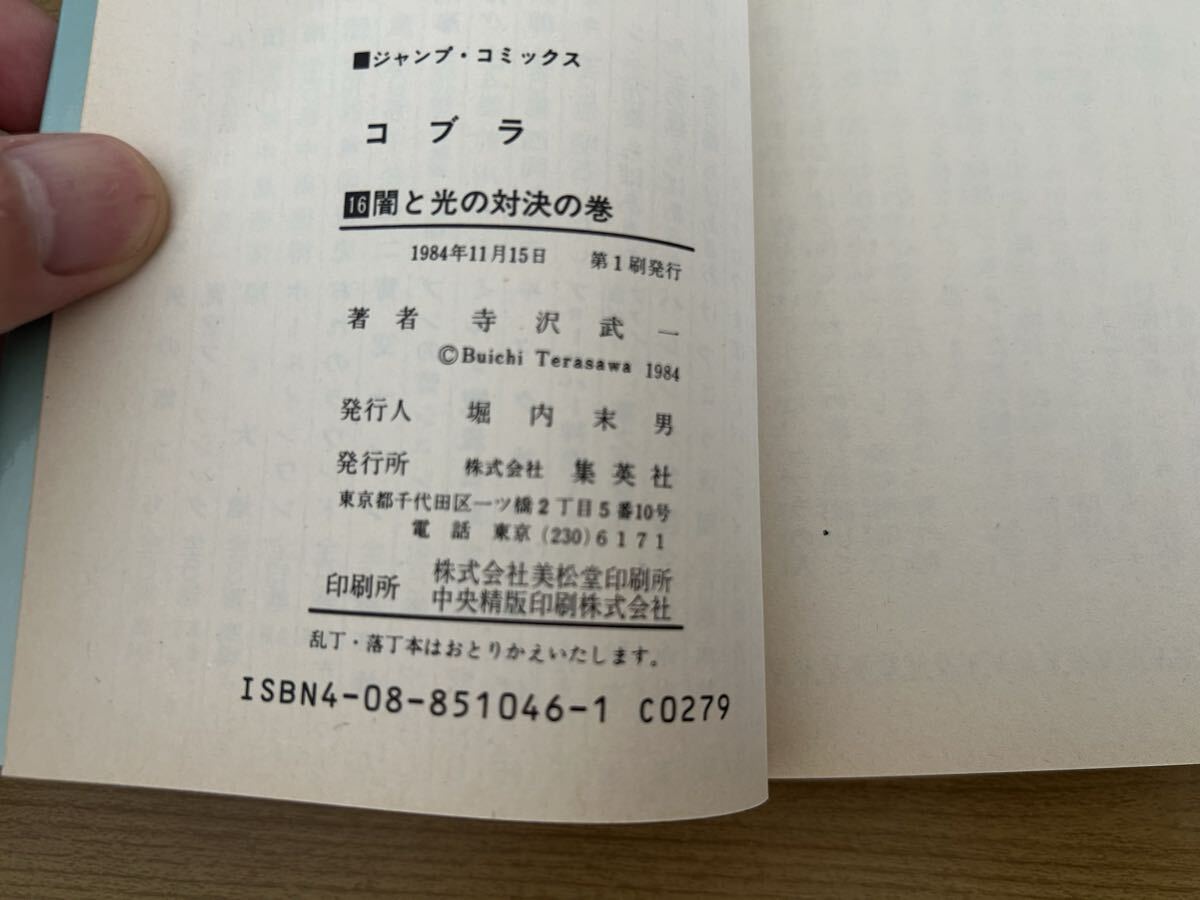 ■ジャンプ・コミックス
コブラ
16闇と光の対決の巻
1984年11月15日 第1刷発行
著者 寺沢武一
©Buichi Terasawa 1984
発行人 堀内末男
発行所 株式会社 集英社
東京都千代田区一ツ橋2丁目5番10号
電話 東京(230)6171
印刷所 株式会社美松堂印刷所
中央精版印刷株式会社
乱丁・落丁本はおとりかえいたします。
ISBN4-08-851046-1 C0279